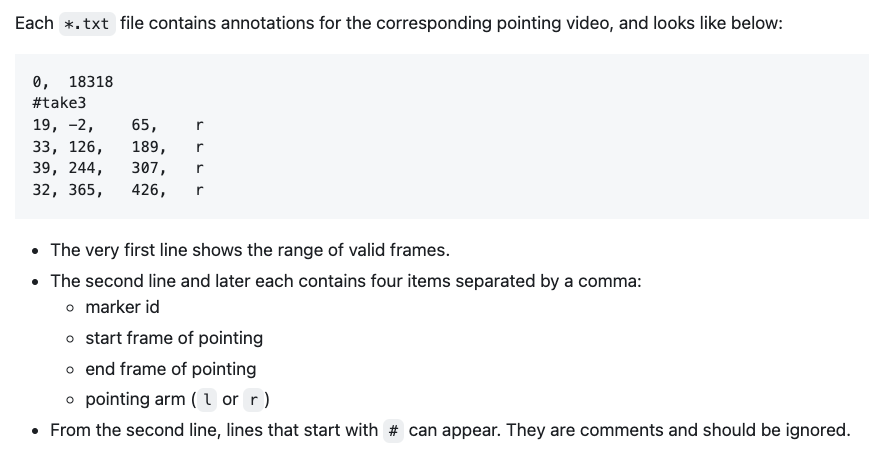 Each *.txt file contains annotations for the corresponding pointing video, and looks like below:
0,  18318
#take3
19, -2,    65,    r
33, 126,   189,   r
39, 244,   307,   r
32, 365,   426,   r
• The very first line shows the range of valid frames.
• The second line and later each contains four items separated by a comma:
◦ marker id
◦ start frame of pointing
◦ end frame of pointing
◦ pointing arm ( l or r )
• From the second line, lines that start with # can appear. They are comments and should be ignored.